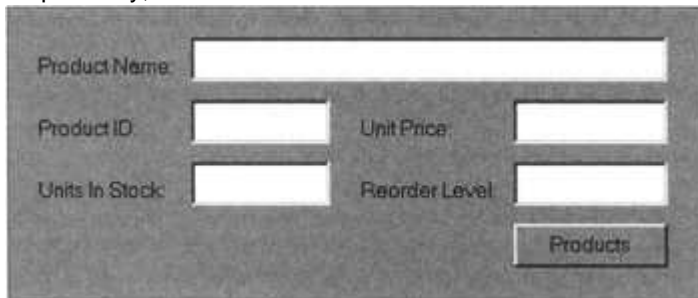 Product Name:
Product ID: Unit Price:
Units In Stock: Reorder Level:
Products